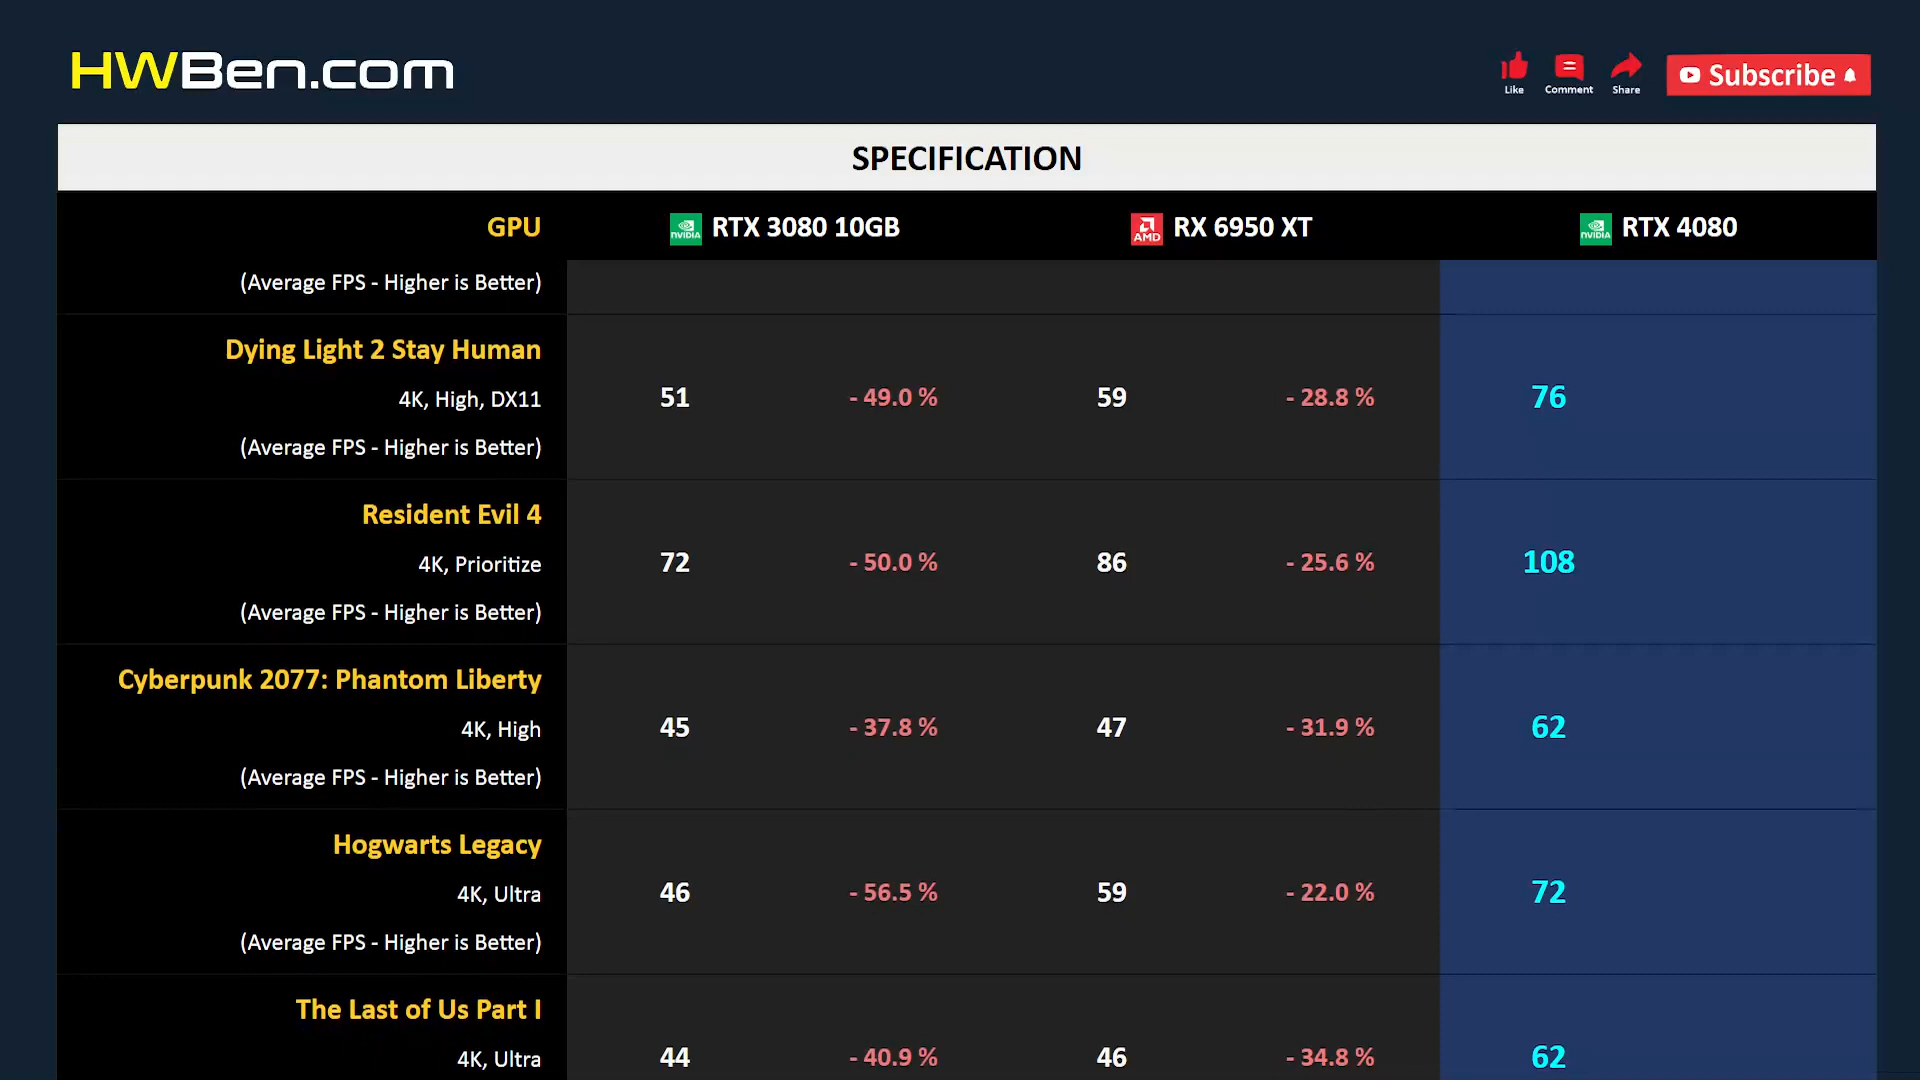 HWBen.com
Like Comment Share Subscribe
SPECIFICATION
GPU NVIDIA RTX 3080 10GB AMD RX 6950 XT NVIDIA RTX 4080
(Average FPS - Higher is Better)
Dying Light 2 Stay Human
4K, High, DX11
51 - 49.0 % 59 - 28.8 % 76
(Average FPS - Higher is Better)
Resident Evil 4
4K, Prioritize
72 - 50.0 % 86 - 25.6 % 108
(Average FPS - Higher is Better)
Cyberpunk 2077: Phantom Liberty
4K, High
45 - 37.8 % 47 - 31.9 % 62
(Average FPS - Higher is Better)
Hogwarts Legacy
4K, Ultra
46 - 56.5 % 59 - 22.0 % 72
(Average FPS - Higher is Better)
The Last of Us Part I
4K, Ultra
44 - 40.9 % 46 - 34.8 % 62